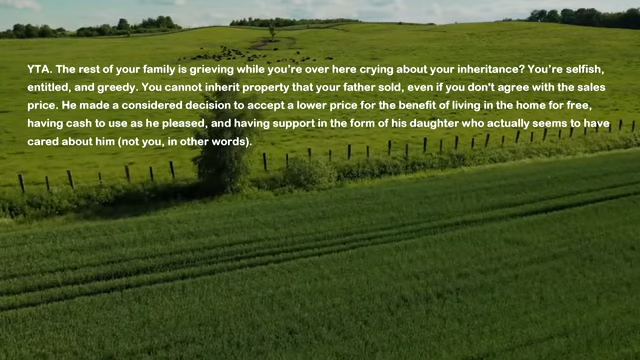 YTA. The rest of your family is grieving while you're over here crying about your inheritance? You're selfish,
entitled, and greedy. You cannot inherit property that your father sold, even if you don't agree with the sales
price. He made a considered decision to accept a lower price for the benefit of living in the home for free,
having cash to use as he pleased, and having support in the form of his daughter who actually seems to have
cared about him (not you, in other words).